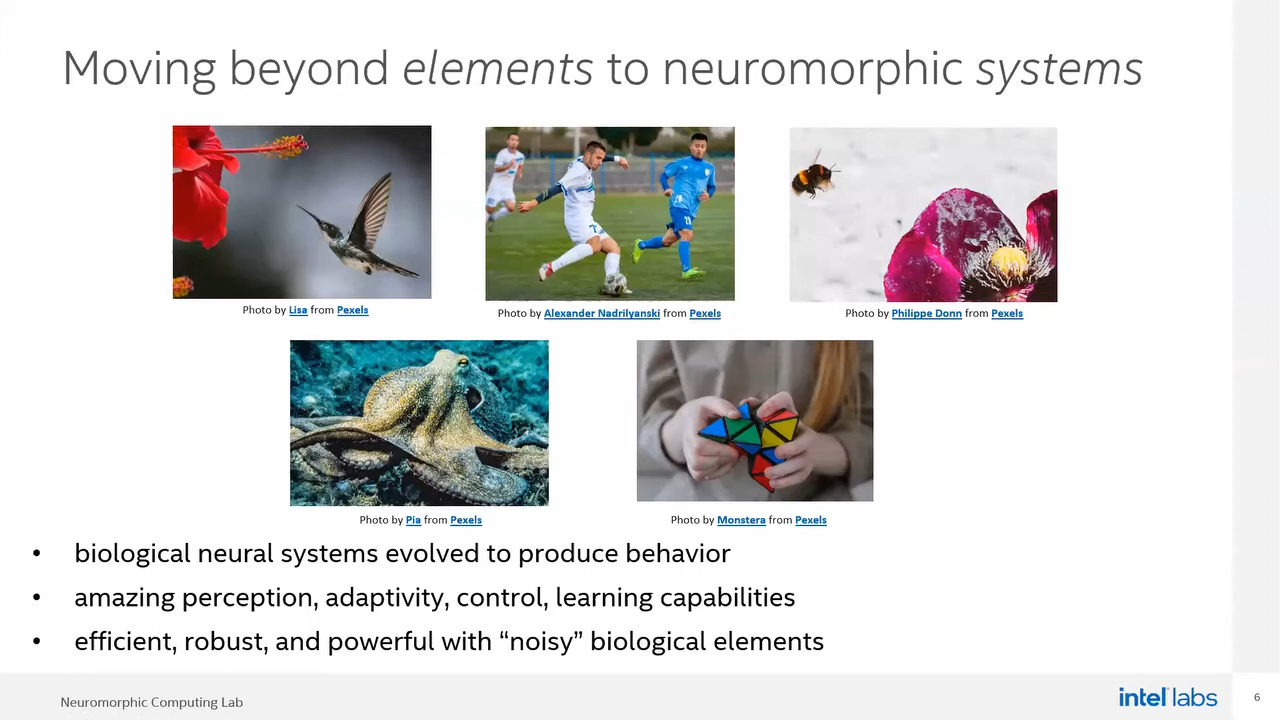 Moving beyond elements to neuromorphic systems
Photo by Lisa from Pexels
Photo by Alexander Nadrilyanski from Pexels
Photo by Philippe Donn from Pexels
Photo by Pia from Pexels
Photo by Monstera from Pexels
• biological neural systems evolved to produce behavior
• amazing perception, adaptivity, control, learning capabilities
• efficient, robust, and powerful with “noisy” biological elements
Neuromorphic Computing Lab
intel labs
6